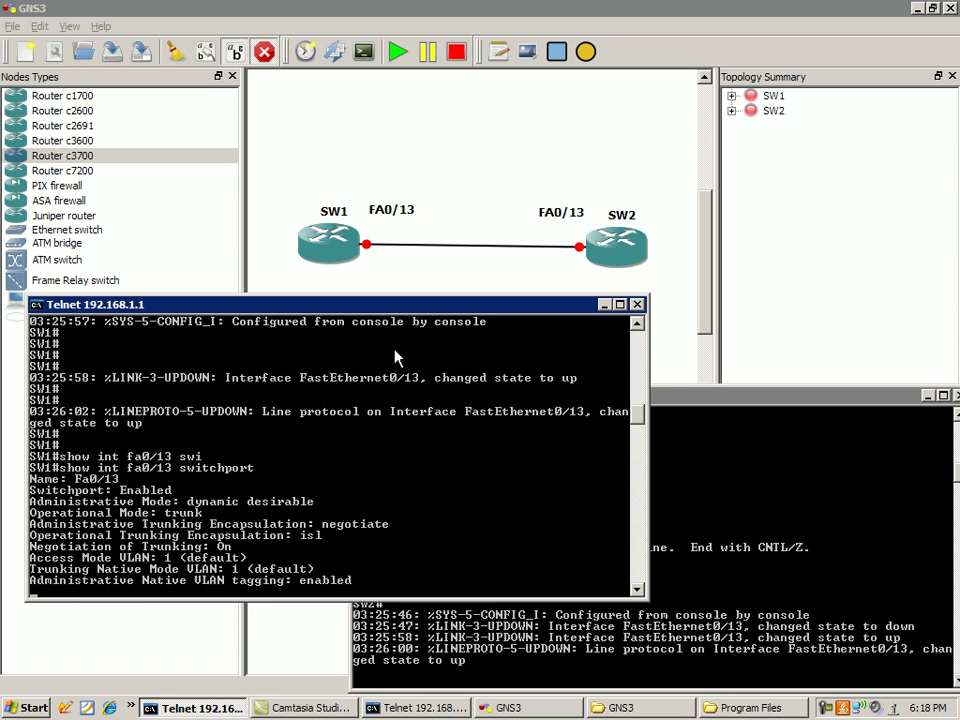 GNS3
File Edit View Help
Nodes Types
Router c1700
Router c2600
Router c2691
Router c3600
Router c3700
Router c7200
PIX firewall
ASA firewall
Juniper router
Ethernet switch
ATM bridge
ATM switch
Frame Relay switch
SW1 FA0/13 FA0/13 SW2
Topology Summary
SW1
SW2
Telnet 192.168.1.1
03:25:57: %SYS-5-CONFIG_I: Configured from console by console
SW1#
SW1#
SW1#
SW1#
03:25:58: %LINK-3-UPDOWN: Interface FastEthernet0/13, changed state to up
SW1#
SW1#
03:26:02: %LINEPROTO-5-UPDOWN: Line protocol on Interface FastEthernet0/13, chan
ged state to up
SW1#
SW1#
SW1#show int fa0/13 swi
SW1#show int fa0/13 switchport
Name: Fa0/13
Switchport: Enabled
Administrative Mode: dynamic desirable
Operational Mode: trunk
Administrative Trunking Encapsulation: negotiate
Operational Trunking Encapsulation: isl
Negotiation of Trunking: On
Access Mode VLAN: 1 (default)
Trunking Native Mode VLAN: 1 (default)
Administrative Native VLAN tagging: enabled
ne. End with CNTL/Z.
SW2#
03:25:46: %SYS-5-CONFIG_I: Configured from console by console
03:25:47: %LINK-3-UPDOWN: Interface FastEthernet0/13, changed state to down
03:25:58: %LINK-3-UPDOWN: Interface FastEthernet0/13, changed state to up
03:26:00: %LINEPROTO-5-UPDOWN: Line protocol on Interface FastEthernet0/13, chan
ged state to up
Start Telnet 192.16... Camtasia Studi... Telnet 192.168.... GNS3 GNS3 Program Files 6:18 PM